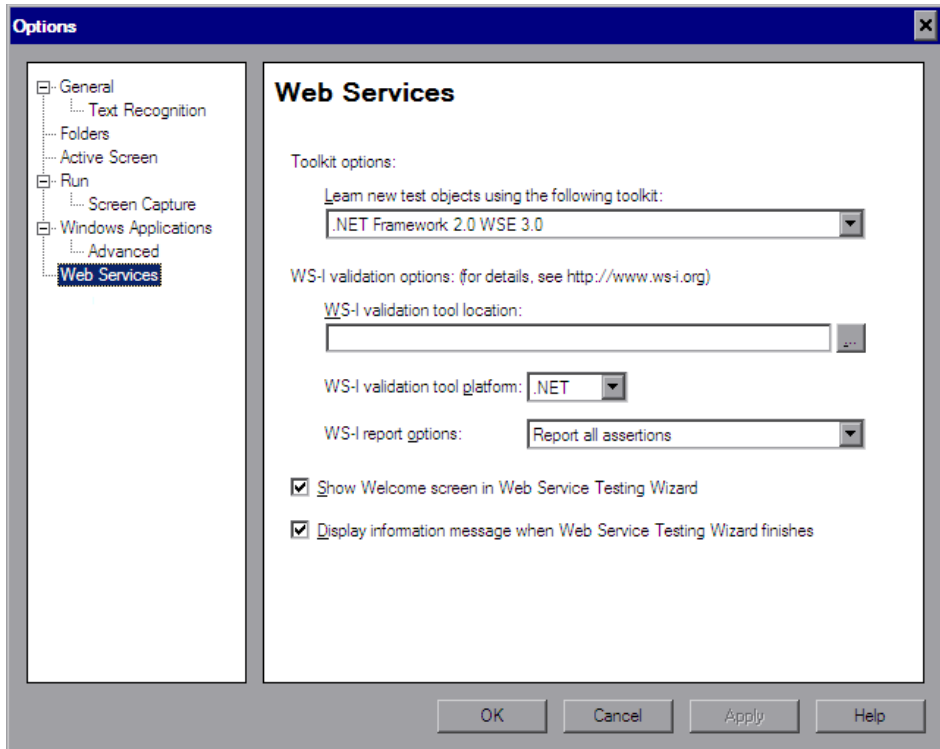 Options
General
Text Recognition
Folders
Active Screen
Run
Screen Capture
Windows Applications
Advanced
Web Services
Web Services
Toolkit options:
Learn new test objects using the following toolkit:
.NET Framework 2.0 WSE 3.0
WS-I validation options: (for details, see http://www.ws-i.org)
WS-I validation tool location:
...
WS-I validation tool platform: .NET
WS-I report options: Report all assertions
Show Welcome screen in Web Service Testing Wizard
Display information message when Web Service Testing Wizard finishes
OK Cancel Apply Help